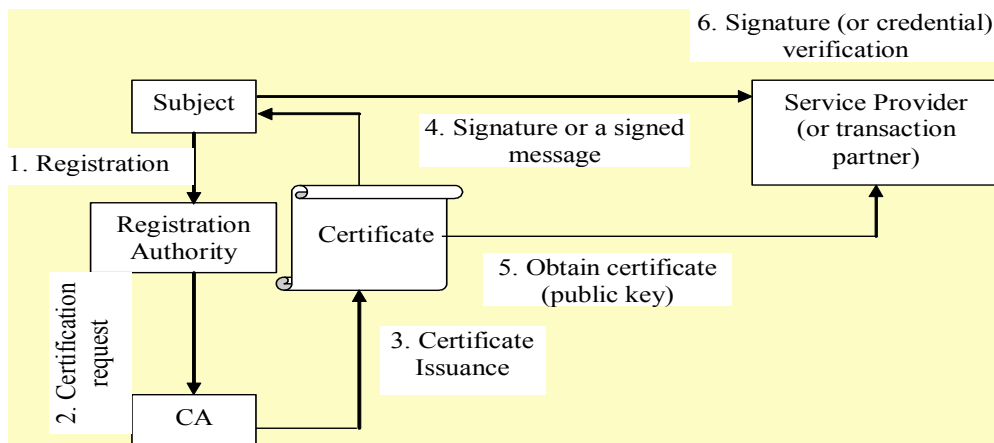 6. Signature (or credential)
verification
Subject
Service Provider
(or transaction
partner)
4. Signature or a signed
message
1. Registration
Registration
Authority
Certificate
5. Obtain certificate
(public key)
2. Certification
request
3. Certificate
Issuance
CA